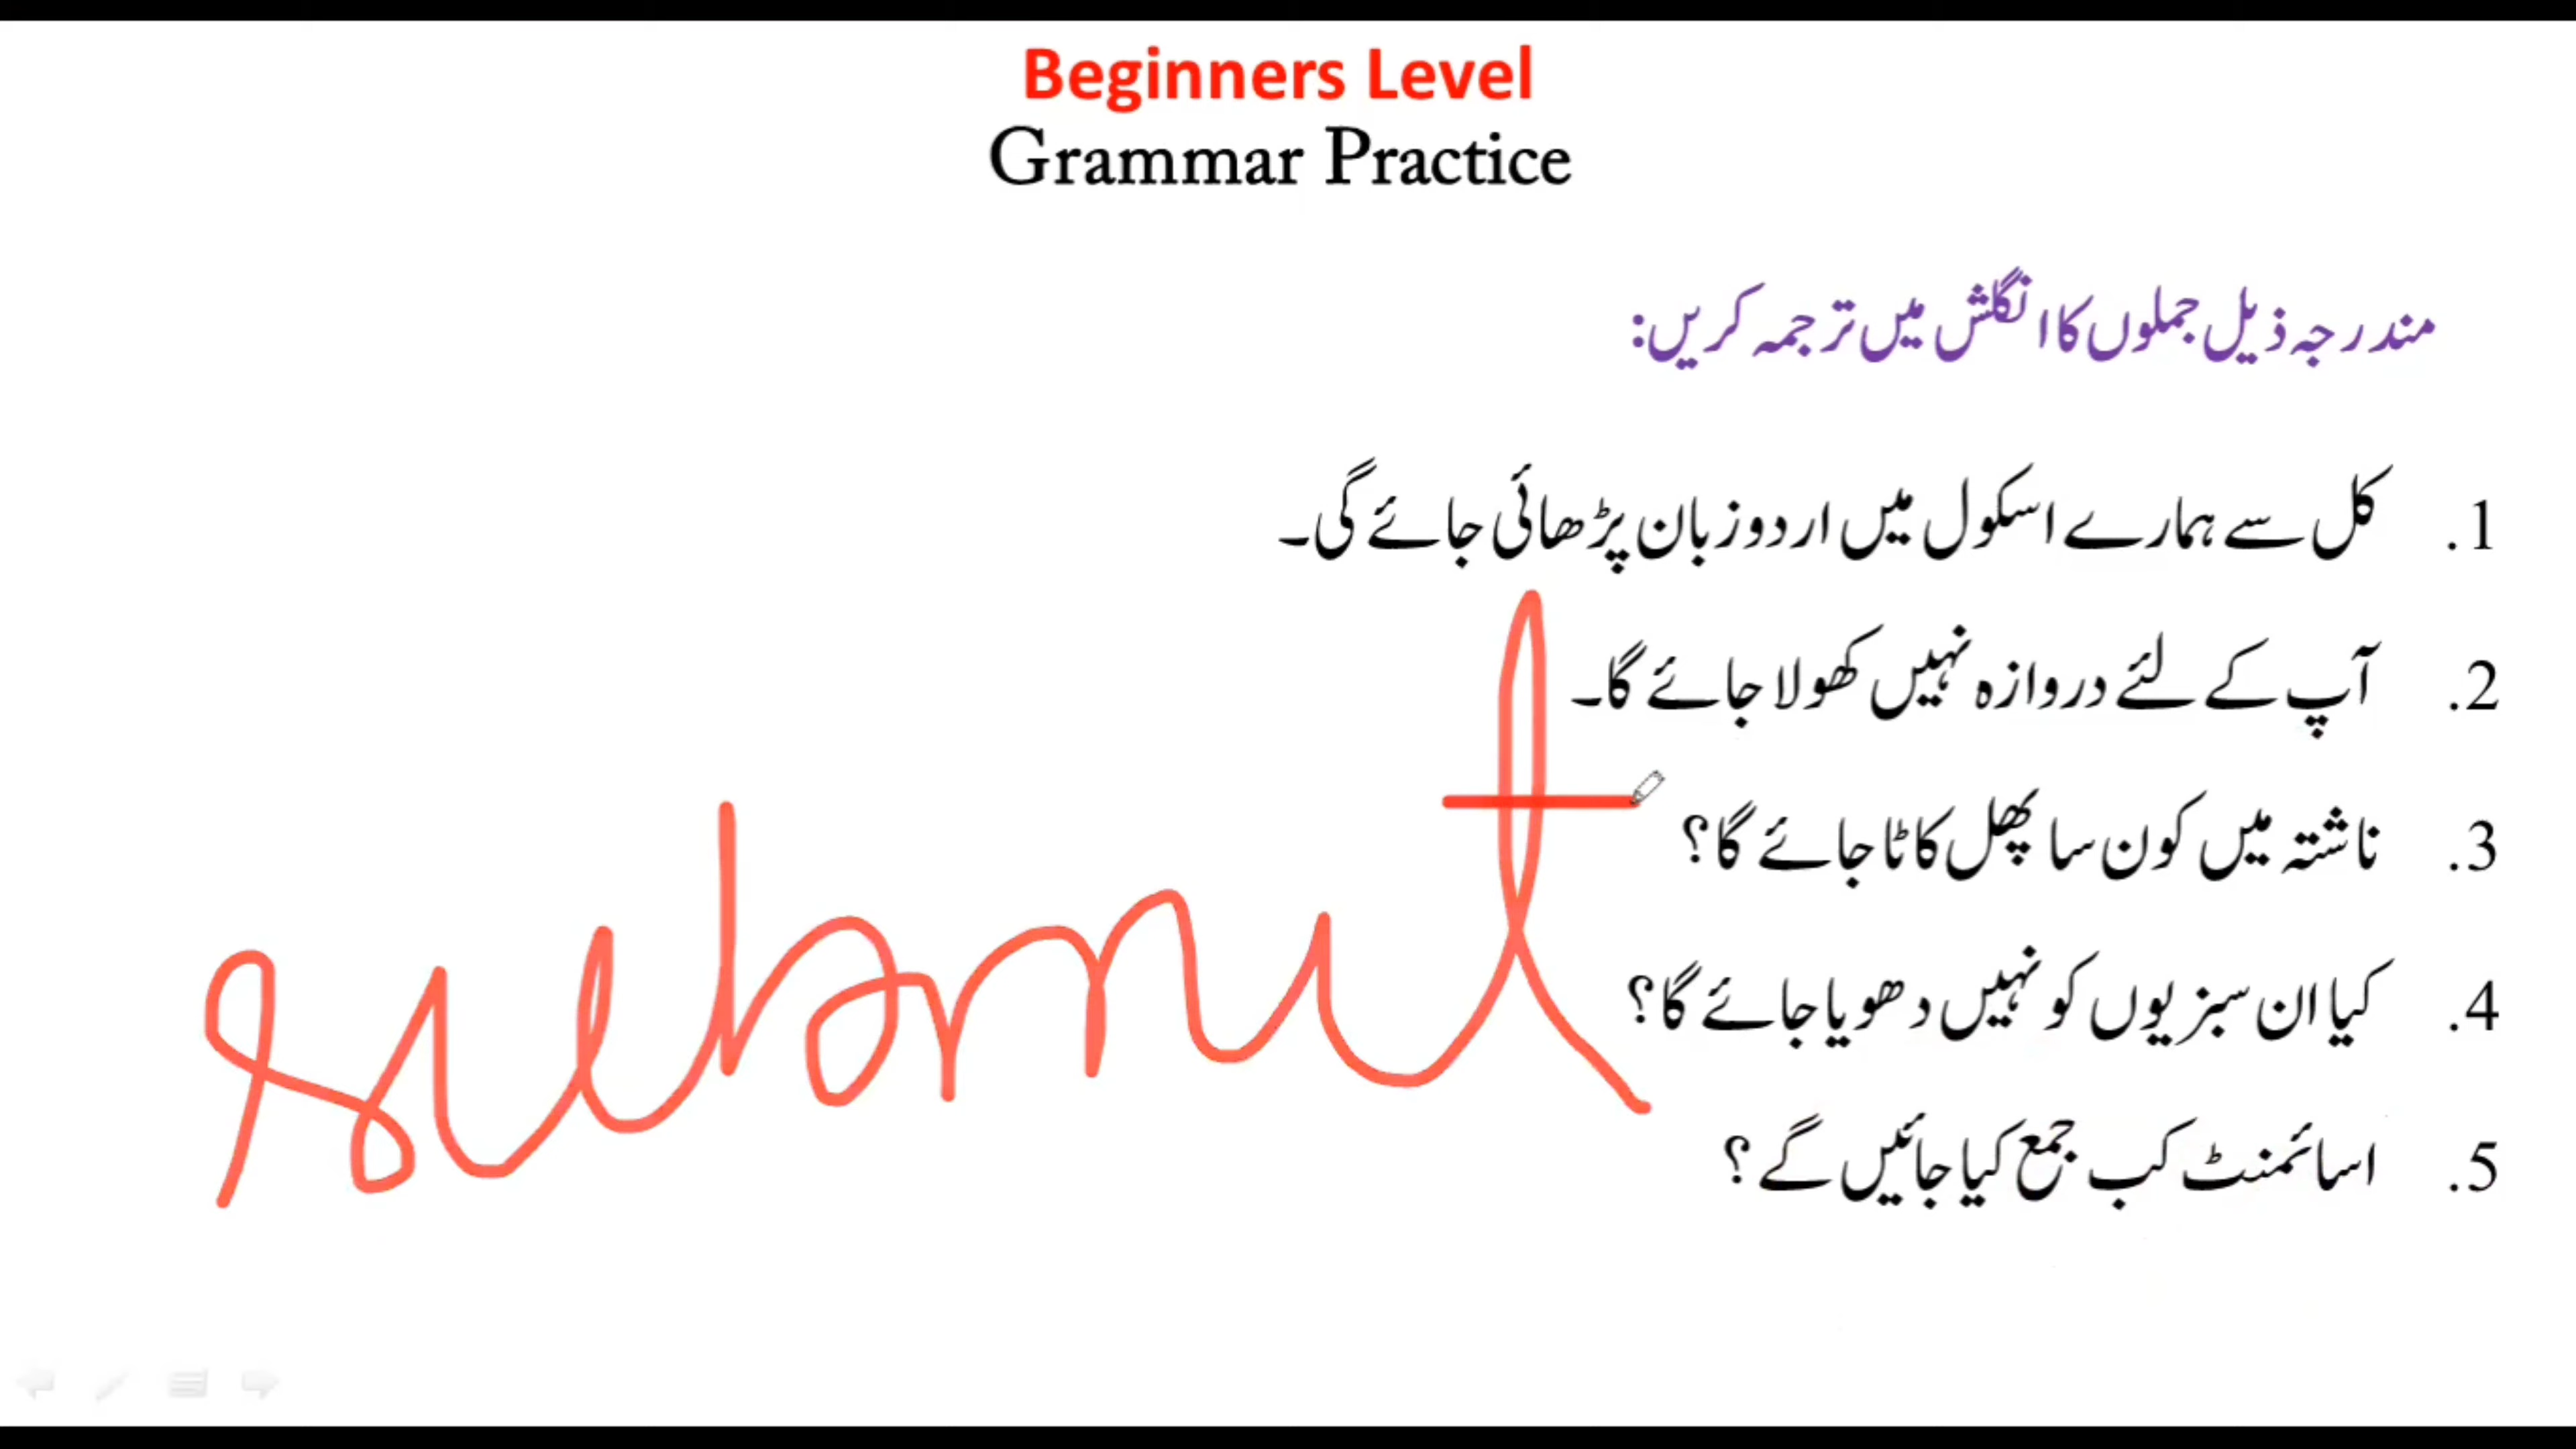 Beginners Level
Grammar Practice
مندرجہ ذیل جملوں کا انگلش میں ترجمہ کریں:
1. کل سے ہمارے اسکول میں اردو زبان پڑھائی جائے گی۔
2. آپ کے لئے دروازہ نہیں کھولا جائے گا۔
3. ناشتہ میں کون سا پھل کاٹا جائے گا؟
4. کیا ان سبزیوں کو نہیں دھویا جائے گا؟
5. اسائمنٹ کب جمع کیا جائیں گے؟
submit